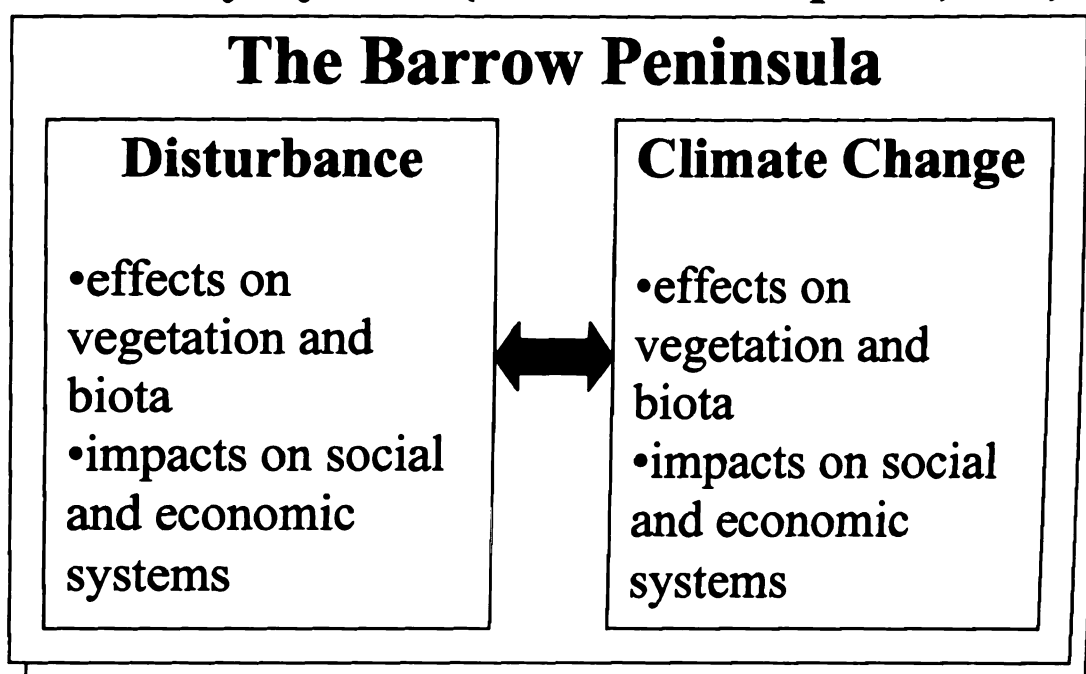 The Barrow Peninsula
Disturbance
•effects on
vegetation and
biota
•impacts on social
and economic
systems
Climate Change
•effects on
vegetation and
biota
•impacts on social
and economic
systems